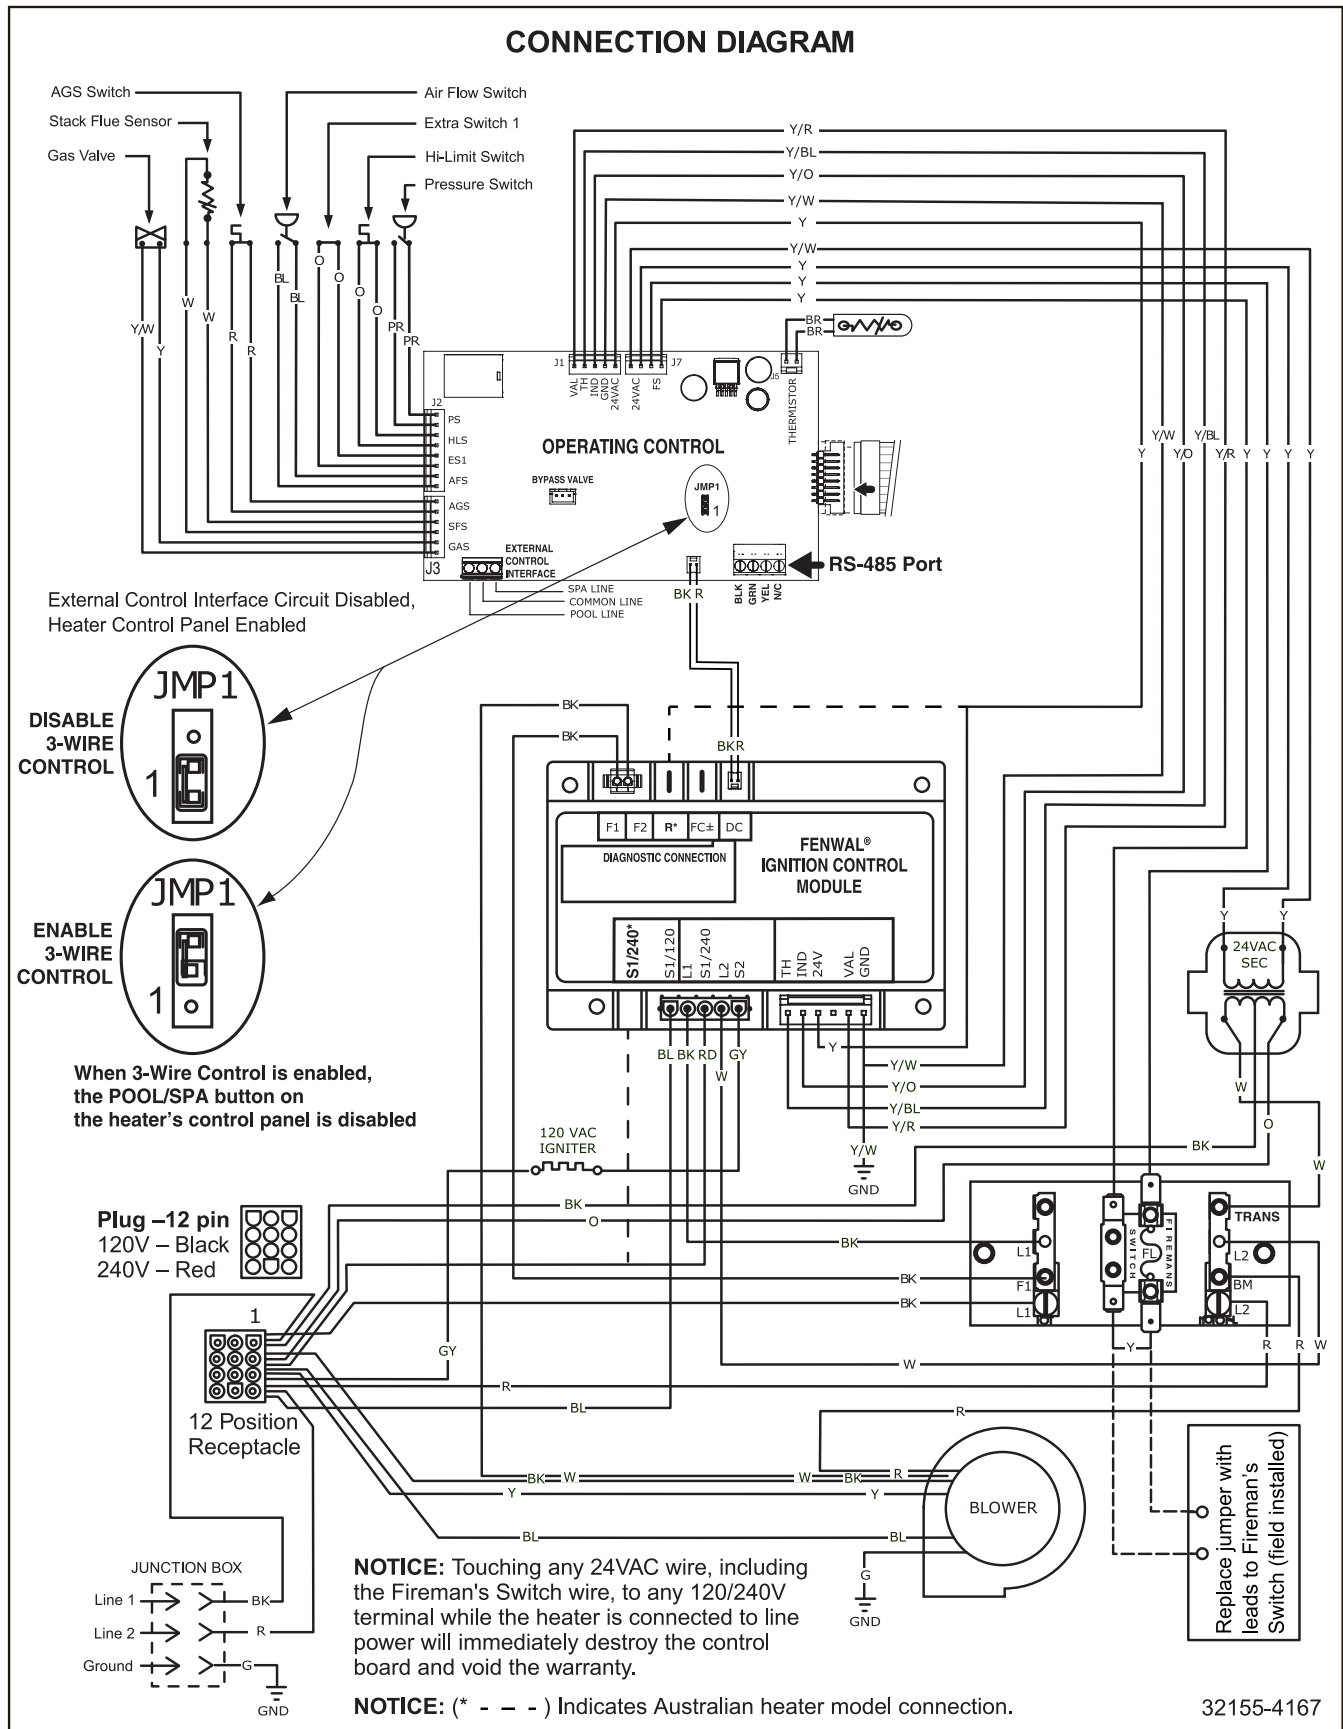 CONNECTION DIAGRAM
AGS Switch
Stack Flue Sensor
Gas Valve
Air Flow Switch
Extra Switch 1
Hi-Limit Switch
Pressure Switch
Y/R
Y/BL
Y/O
Y/W
Y
Y/W
Y
Y
Y
BR
BR
Y/W
Y
W
W
R
R
BL
BL
O
O
O
O
PR
PR
J1
VAL
TH
IND
GND
24VAC
24VAC
FS
J7
J5
THERMISTOR
J2
PS
HLS
ES1
AFS
AGS
SFS
GAS
J3
OPERATING CONTROL
BYPASS VALVE
JMP1
1
EXTERNAL
CONTROL
INTERFACE
SPA LINE
COMMON LINE
POOL LINE
BK R
BLK
GRN
YEL
N/C
RS-485 Port
Y
Y/W
Y/O
Y/BL
Y/R
Y
Y
Y
Y
External Control Interface Circuit Disabled,
Heater Control Panel Enabled
JMP1
1
DISABLE
3-WIRE
CONTROL
JMP1
1
ENABLE
3-WIRE
CONTROL
When 3-Wire Control is enabled,
the POOL/SPA button on
the heater's control panel is disabled
BK
BK
BKR
F1
F2
R*
FC±
DC
DIAGNOSTIC CONNECTION
FENWAL®
IGNITION CONTROL
MODULE
S1/240*
S1/120
L1
S1/240
L2
S2
TH
IND
24V
VAL
GND
BL
BK
RD
W
GY
Y
Y/W
Y/O
Y/BL
Y/R
Y/W
GND
Y
Y
24VAC
SEC
W
O
BK
W
120 VAC
IGNITER
BK
O
BK
BK
BK
Plug –12 pin
120V – Black
240V – Red
L1
F1
L1
SWITCH
FL
FIREMANS
TRANS
L2
BM
L2
Y
R
R
W
1
12 Position
Receptacle
GY
W
R
BL
R
BK
W
W
BK
R
Y
Y
BL
BL
BLOWER
G
GND
Replace jumper with
leads to Fireman's
Switch (field installed)
JUNCTION BOX
Line 1
BK
Line 2
R
Ground
G
GND
NOTICE: Touching any 24VAC wire, including
the Fireman's Switch wire, to any 120/240V
terminal while the heater is connected to line
power will immediately destroy the control
board and void the warranty.
NOTICE: (* - – - ) Indicates Australian heater model connection.
32155-4167